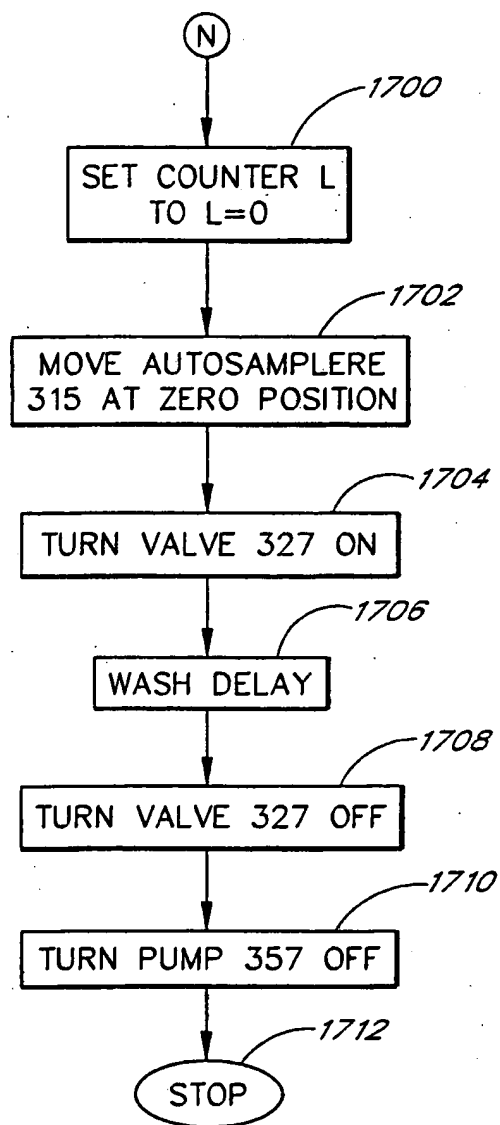 N
1700
SET COUNTER L
TO L=0
1702
MOVE AUTOSAMPLERE
315 AT ZERO POSITION
1704
TURN VALVE 327 ON
1706
WASH DELAY
1708
TURN VALVE 327 OFF
1710
TURN PUMP 357 OFF
1712
STOP